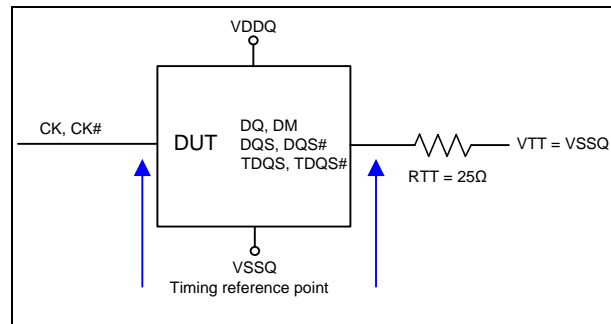 VDDQ
CK, CK#
DUT
DQ, DM
DQS, DQS#
TDQS, TDQS#
VTT = VSSQ
RTT = 25Ω
VSSQ
Timing reference point